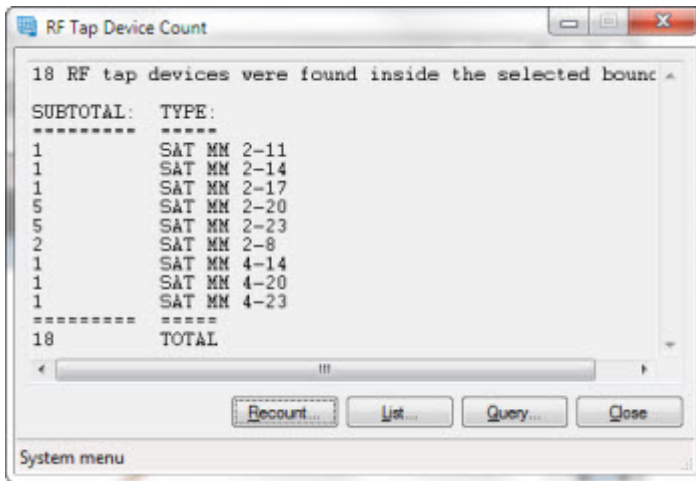 RF Tap Device Count
18 RF tap devices were found inside the selected bounc
SUBTOTAL: TYPE:
========= =====
1 SAT MM 2-11
1 SAT MM 2-14
1 SAT MM 2-17
5 SAT MM 2-20
5 SAT MM 2-23
2 SAT MM 2-8
1 SAT MM 4-14
1 SAT MM 4-20
1 SAT MM 4-23
========= =====
18 TOTAL
Recount... List... Query... Close
System menu